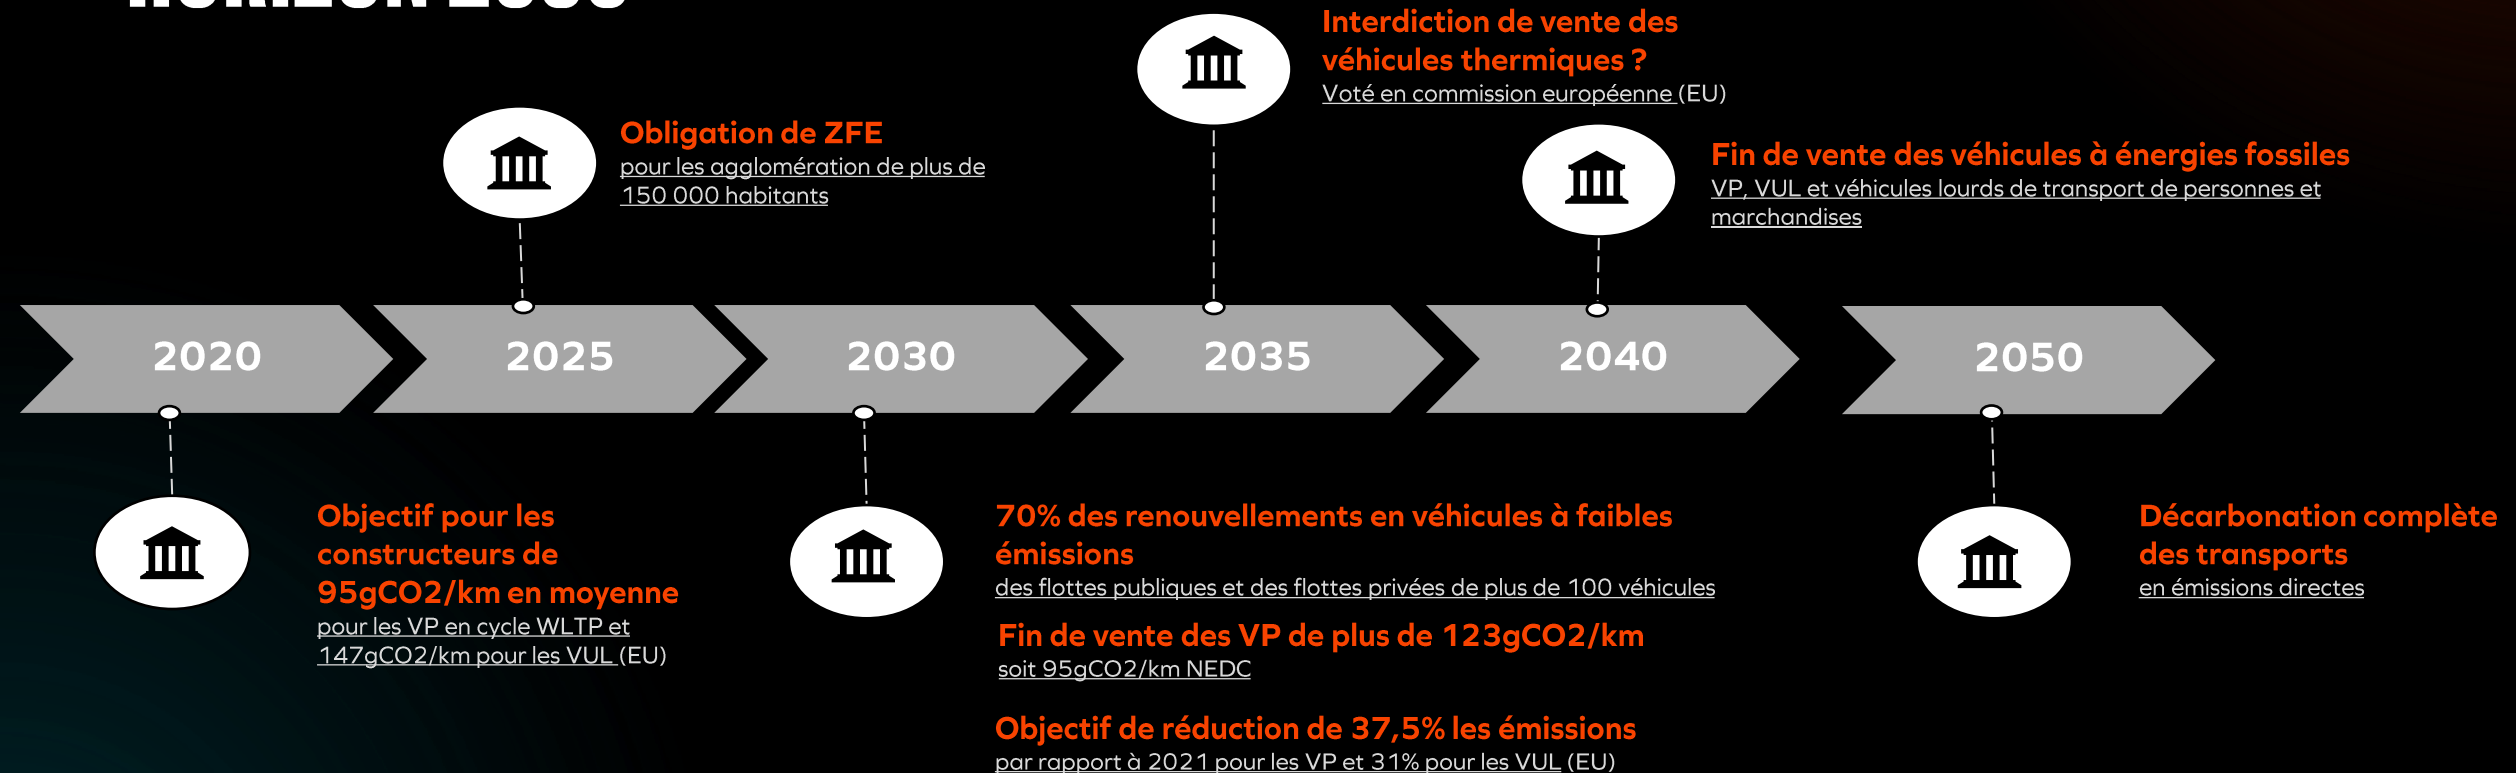 Interdiction de vente des
véhicules thermiques ?
Voté en commission européenne (EU)
Obligation de ZFE
pour les agglomération de plus de
150 000 habitants
Fin de vente des véhicules à énergies fossiles
VP, VUL et véhicules lourds de transport de personnes et
marchandises
2020
2025
2030
2035
2040
2050
Objectif pour les
constructeurs de
95gCO2/km en moyenne
pour les VP en cycle WLTP et
147gCO2/km pour les VUL (EU)
70% des renouvellements en véhicules à faibles
émissions
des flottes publiques et des flottes privées de plus de 100 véhicules
Fin de vente des VP de plus de 123gCO2/km
soit 95gCO2/km NEDC
Objectif de réduction de 37,5% les émissions
par rapport à 2021 pour les VP et 31% pour les VUL (EU)
Décarbonation complète
des transports
en émissions directes